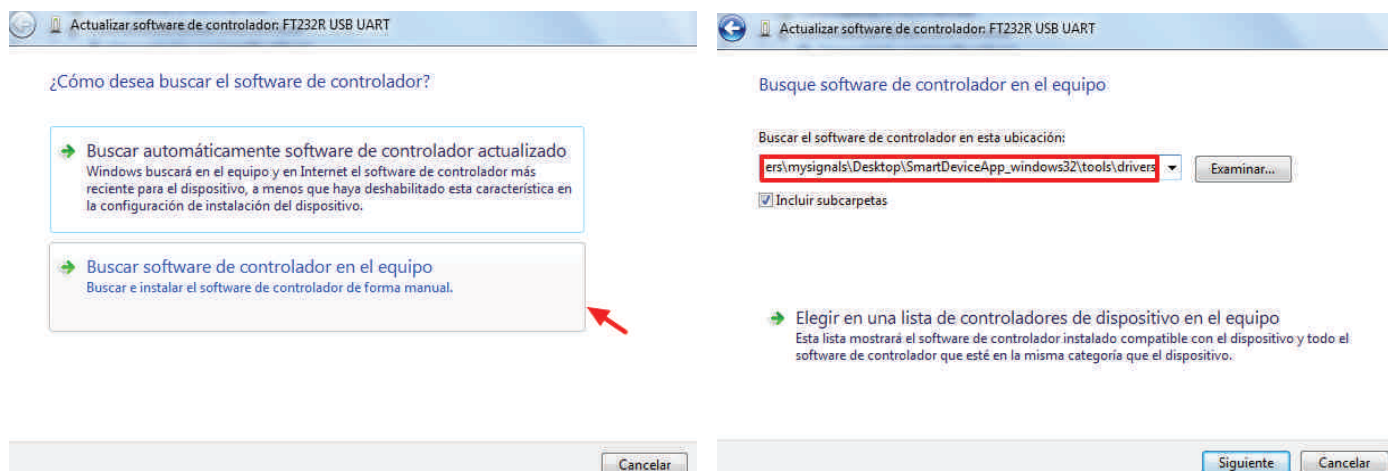 Actualizar software de controlador: FT232R USB UART
¿Cómo desea buscar el software de controlador?
Buscar automáticamente software de controlador actualizado
Windows buscará en el equipo y en Internet el software de controlador más
reciente para el dispositivo, a menos que haya deshabilitado esta característica en
la configuración de instalación del dispositivo.
Buscar software de controlador en el equipo
Buscar e instalar el software de controlador de forma manual.
Cancelar
Actualizar software de controlador: FT232R USB UART
Busque software de controlador en el equipo
Buscar el software de controlador en esta ubicación:
ers\mysignals\Desktop\SmartDeviceApp_windows32\tools\drivers
Examinar...
Incluir subcarpetas
Elegir en una lista de controladores de dispositivo en el equipo
Esta lista mostrará el software de controlador instalado compatible con el dispositivo y todo el
software de controlador que esté en la misma categoría que el dispositivo.
Siguiente
Cancelar